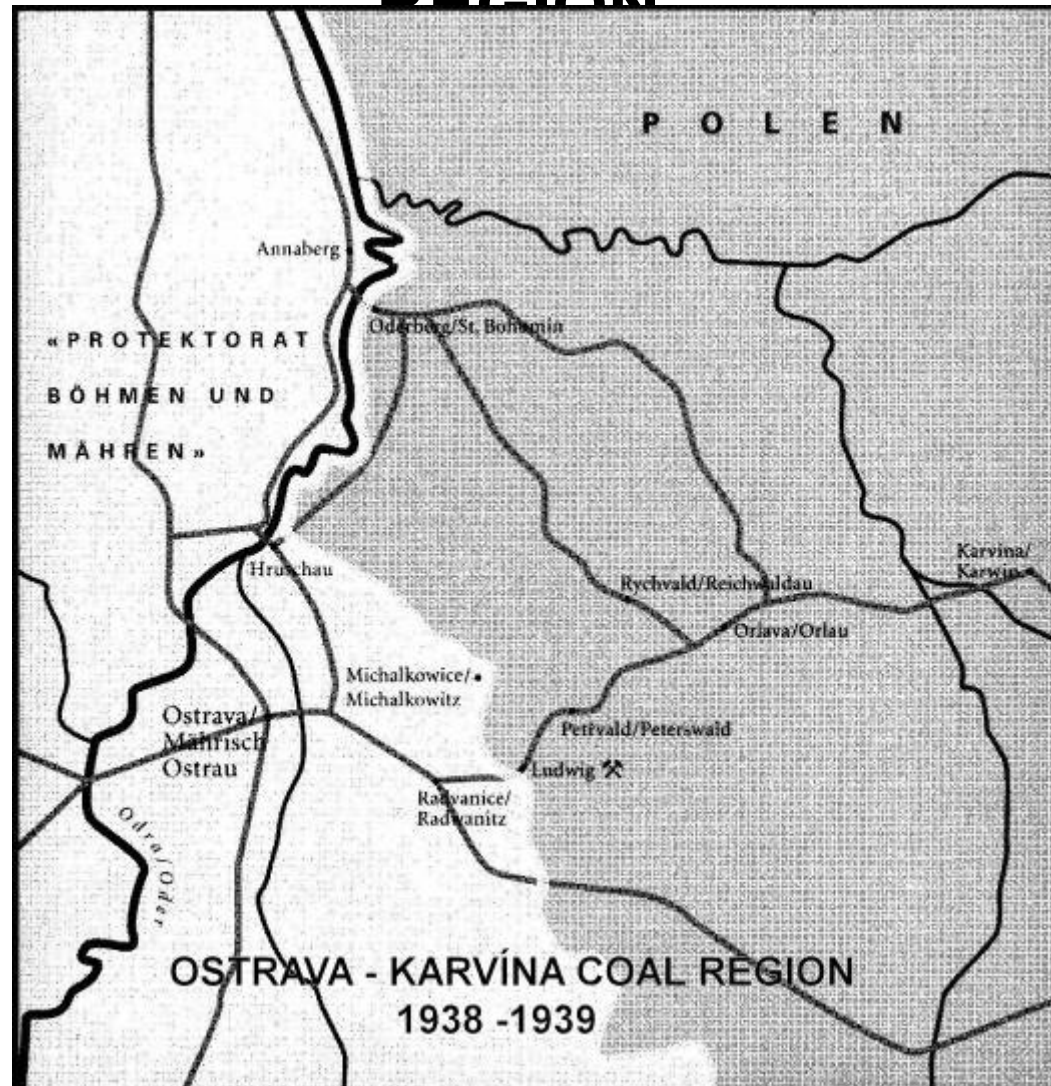 POLEN
Annaberg
Oderberg/St. Bohumin
«PROTEKTORAT
BÖHMEN UND
MÄHREN»
Hruschau
Karvina/
Karwin
Rychvald/Reichwaldau
Orlava/Orlau
Michalkowice/
Michalkowitz
Ostrava/
Mährisch
Ostrau
Petřvald/Peterswald
Ludwig
Radvanice/
Radwanitz
Odra/Oder
OSTRAVA - KARVÍNA COAL REGION
1938 -1939